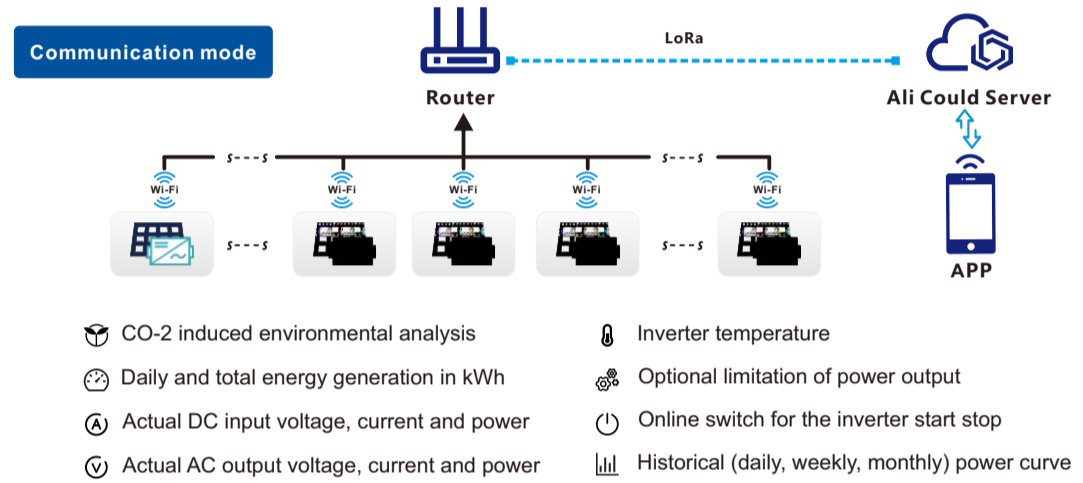 Communication mode
LoRa
Router
Ali Could Server
s---s
s---s
Wi-Fi
Wi-Fi
Wi-Fi
Wi-Fi
Wi-Fi
s---s
s---s
APP
CO-2 induced environmental analysis
Inverter temperature
Daily and total energy generation in kWh
Optional limitation of power output
A
Actual DC input voltage, current and power
Online switch for the inverter start stop
V
Actual AC output voltage, current and power
Historical (daily, weekly, monthly) power curve